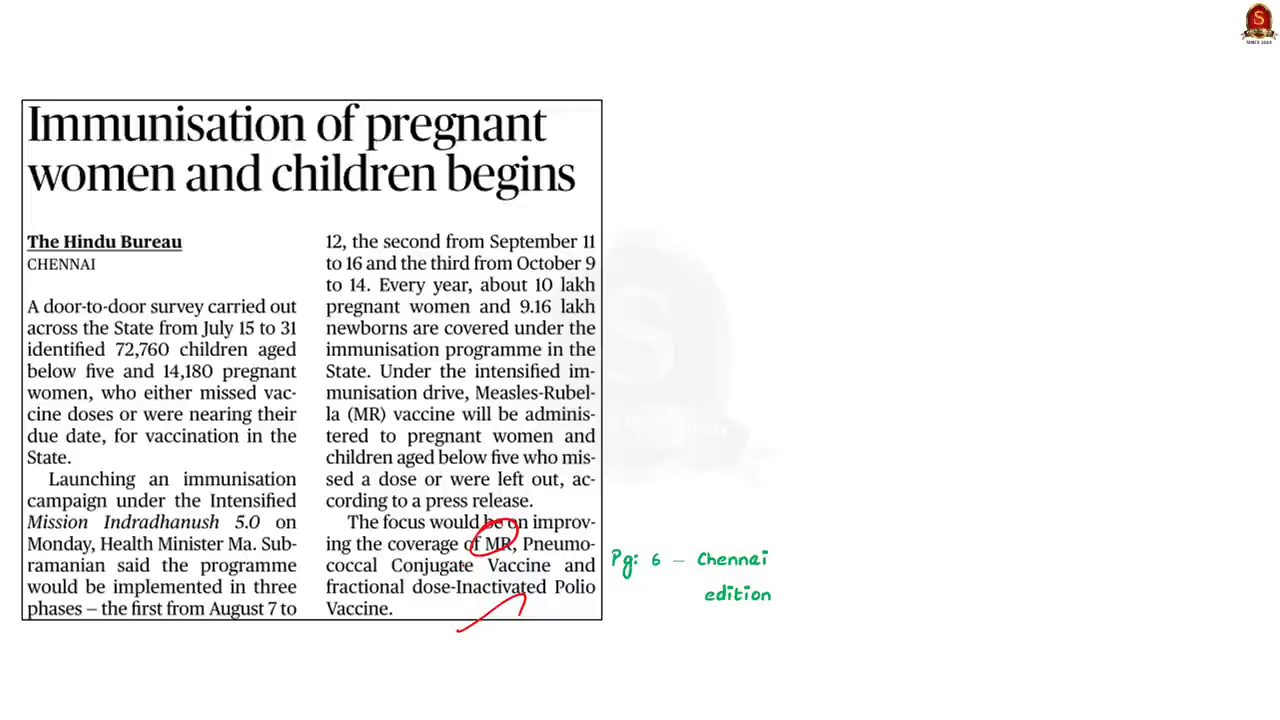 Immunisation of pregnant
women and children begins
The Hindu Bureau
CHENNAI
A door-to-door survey carried out
across the State from July 15 to 31
identified 72,760 children aged
below five and 14,180 pregnant
women, who either missed vac-
cine doses or were nearing their
due date, for vaccination in the
State.
Launching an immunisation
campaign under the Intensified
Mission Indradhanush 5.0 on
Monday, Health Minister Ma. Sub-
ramanian said the programme
would be implemented in three
phases – the first from August 7 to
12, the second from September 11
to 16 and the third from October 9
to 14. Every year, about 10 lakh
pregnant women and 9.16 lakh
newborns are covered under the
immunisation programme in the
State. Under the intensified im-
munisation drive, Measles-Rubel-
la (MR) vaccine will be adminis-
tered to pregnant women and
children aged below five who mis-
sed a dose or were left out, ac-
cording to a press release.
The focus would be on improv-
ing the coverage of MR, Pneumo-
coccal Conjugate Vaccine and
fractional dose-Inactivated Polio
Vaccine.
Pg: 6 – Chennai
edition
S
SINCE 2004